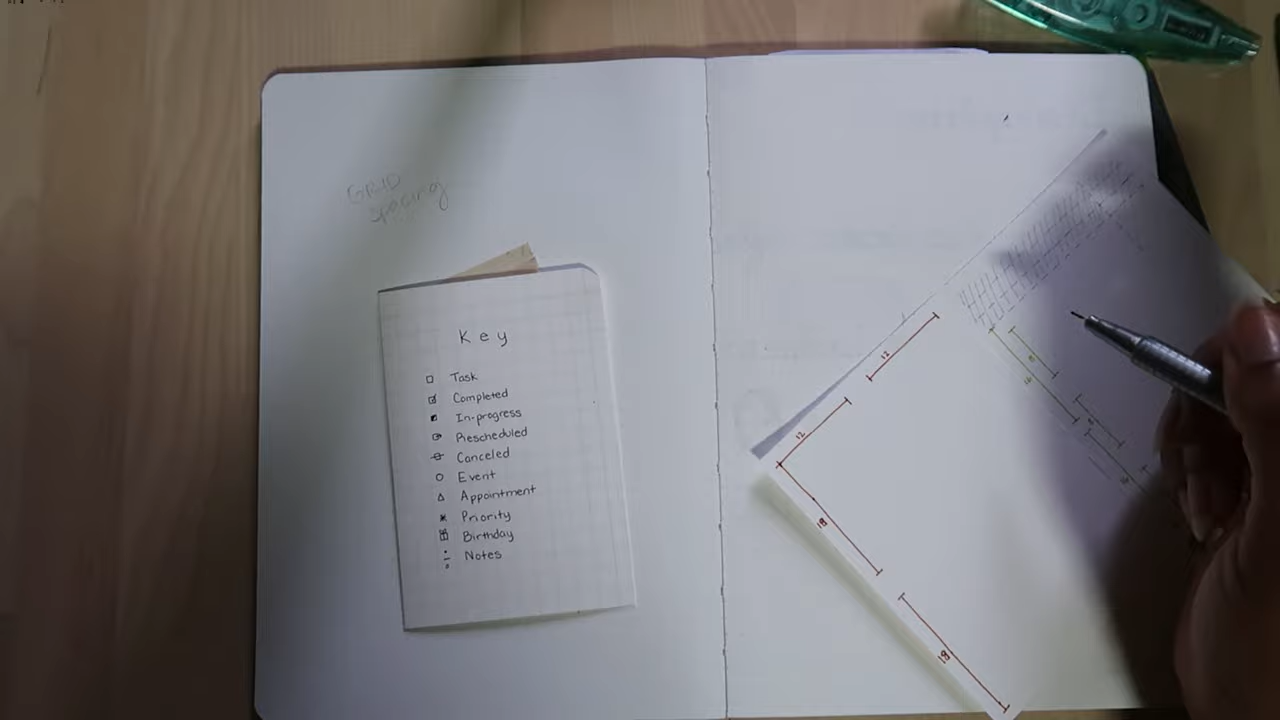 GRID
spacing
Key
Task
Completed
In-progress
Rescheduled
Canceled
Event
Appointment
Priority
Birthday
Notes
12
12
18
18